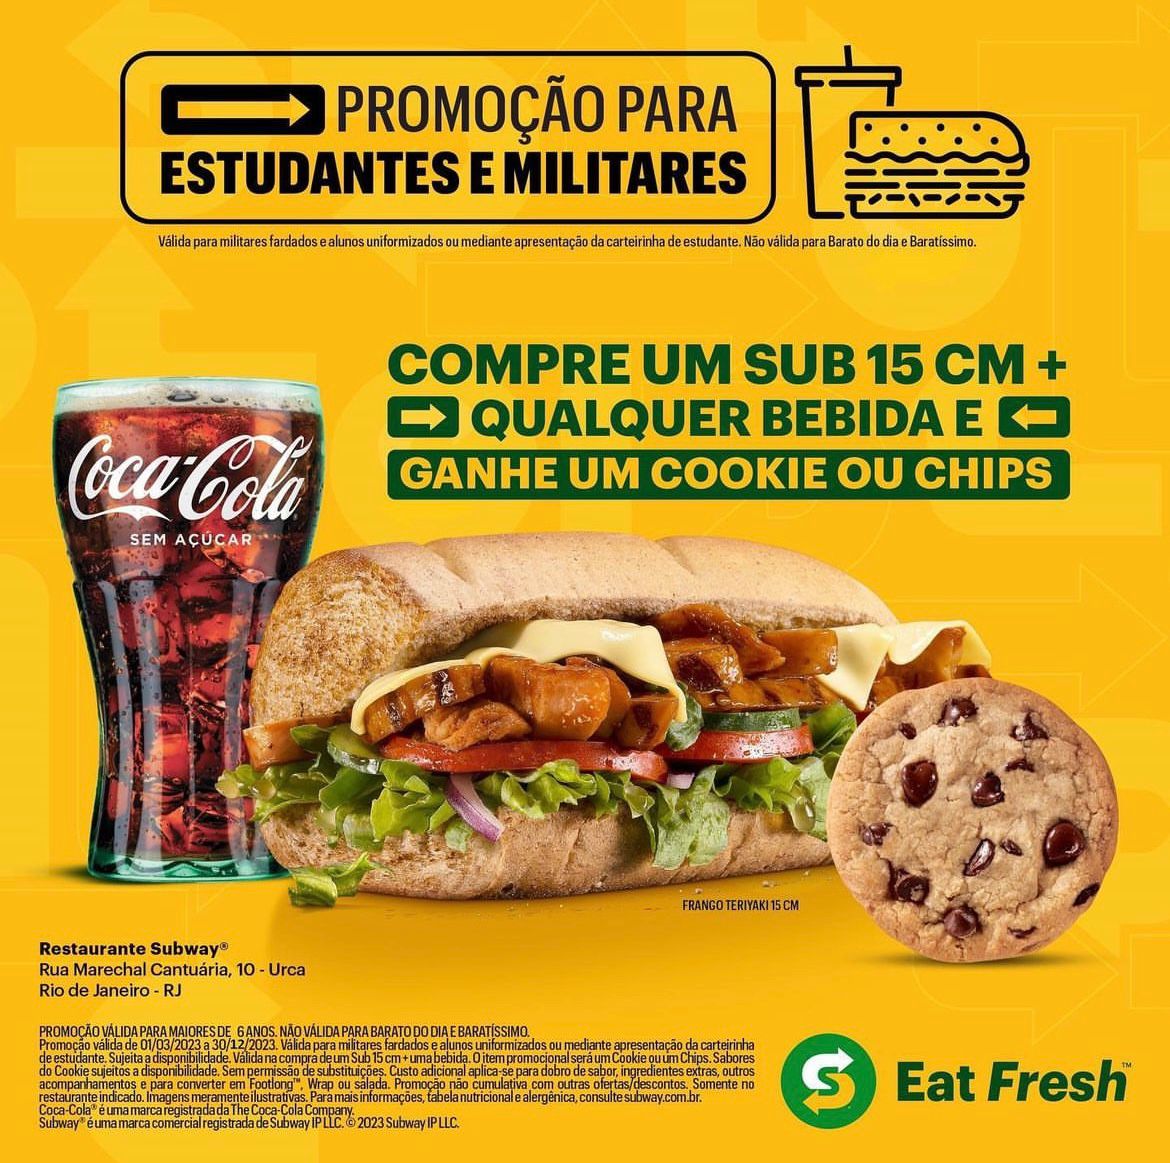 PROMOÇÃO PARA
ESTUDANTES E MILITARES
Válida para militares fardados e alunos uniformizados ou mediante apresentação da carteirinha de estudante. Não válida para Barato do dia e Baratíssimo.
COMPRE UM SUB 15 CM +
QUALQUER BEBIDA E
GANHE UM COOKIE OU CHIPS
Coca-Cola
SEM AÇÚCAR
FRANGO TERIYAKI 15 CM
Restaurante Subway®
Rua Marechal Cantuária, 10 - Urca
Rio de Janeiro - RJ
PROMOÇÃO VÁLIDA PARA MAIORES DE 6 ANOS. NÃO VÁLIDA PARA BARATO DO DIA E BARATÍSSIMO.
Promoção válida de 01/03/2023 a 30/12/2023. Válida para militares fardados e alunos uniformizados ou mediante apresentação da carteirinha
de estudante. Sujeita a disponibilidade. Válida na compra de um Sub 15 cm + uma bebida. O item promocional será um Cookie ou um Chips. Sabores
do Cookie sujeitos a disponibilidade. Sem permissão de substituições. Custo adicional aplica-se para dobro de sabor, ingredientes extras, outros
acompanhamentos e para converter em Footlong™, Wrap ou salada. Promoção não cumulativa com outras ofertas/descontos. Somente no
restaurante indicado. Imagens meramente ilustrativas. Para mais informações, tabela nutricional e alergênica, consulte subway.com.br.
Coca-Cola® é uma marca registrada da The Coca-Cola Company.
Subway® é uma marca comercial registrada de Subway IP LLC. © 2023 Subway IP LLC.
S
Eat Fresh™